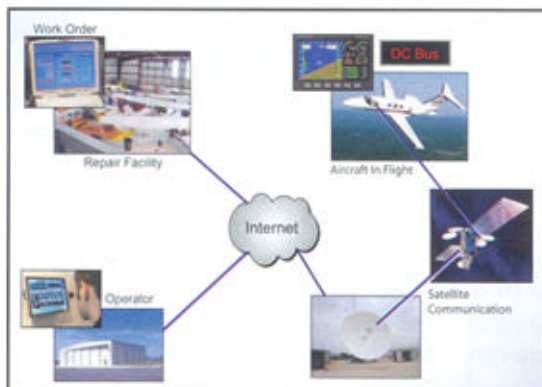 Work Order
DC Bus
Repair Facility
Aircraft In Flight
Internet
Operator
Satellite
Communication